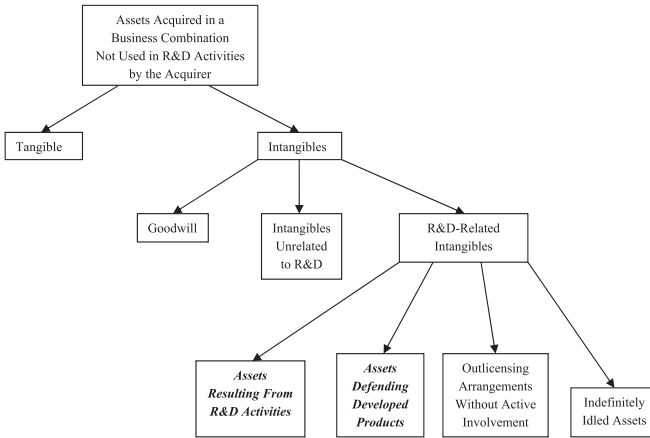 Assets Acquired in a
Business Combination
Not Used in R&D Activities
by the Acquirer
Tangible
Intangibles
Goodwill
Intangibles
Unrelated
to R&D
R&D-Related
Intangibles
Assets
Resulting From
R&D Activities
Assets
Defending
Developed
Products
Outlicensing
Arrangements
Without Active
Involvement
Indefinitely
Idled Assets